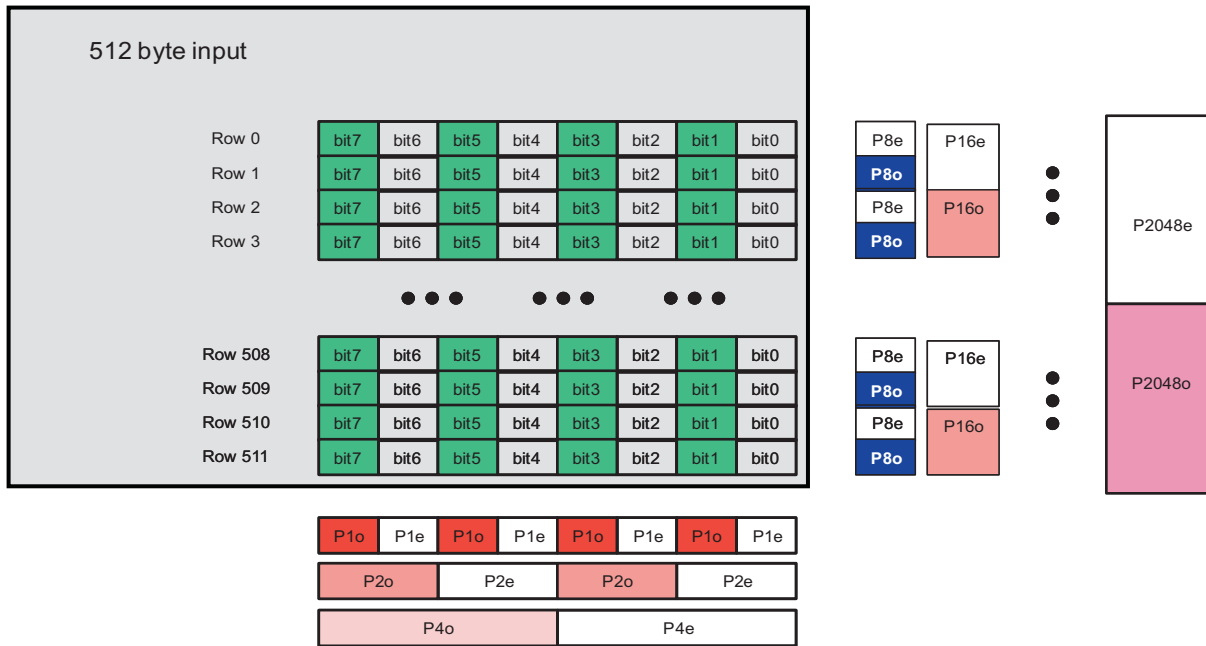 512 byte input
Row 0 bit7 bit6 bit5 bit4 bit3 bit2 bit1 bit0 P8e P16e
Row 1 bit7 bit6 bit5 bit4 bit3 bit2 bit1 bit0 P8o
Row 2 bit7 bit6 bit5 bit4 bit3 bit2 bit1 bit0 P8e P16o
Row 3 bit7 bit6 bit5 bit4 bit3 bit2 bit1 bit0 P8o
P2048e
Row 508 bit7 bit6 bit5 bit4 bit3 bit2 bit1 bit0 P8e P16e
Row 509 bit7 bit6 bit5 bit4 bit3 bit2 bit1 bit0 P8o P2048o
Row 510 bit7 bit6 bit5 bit4 bit3 bit2 bit1 bit0 P8e P16o
Row 511 bit7 bit6 bit5 bit4 bit3 bit2 bit1 bit0 P8o
P1o P1e P1o P1e P1o P1e P1o P1e
P2o P2e P2o P2e
P4o P4e